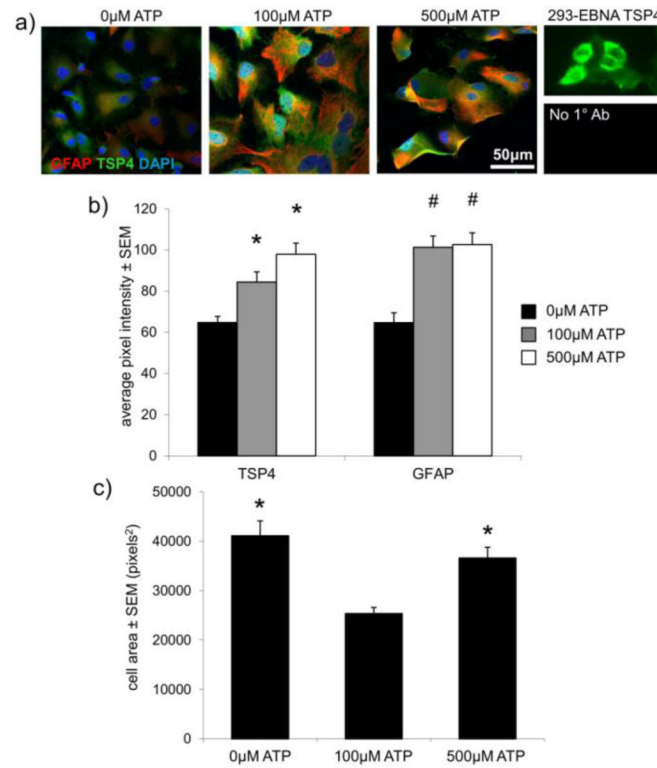 a)
0µM ATP
100µM ATP
500µM ATP
293-EBNA TSP4
GFAP TSP4 DAPI
50µm
No 1° Ab
b)
average pixel intensity ± SEM
120
100
80
60
40
20
0
* * # #
TSP4
GFAP
0µM ATP
100µM ATP
500µM ATP
c)
cell area ± SEM (pixels²)
50000
40000
30000
20000
10000
0
* *
0µM ATP
100µM ATP
500µM ATP